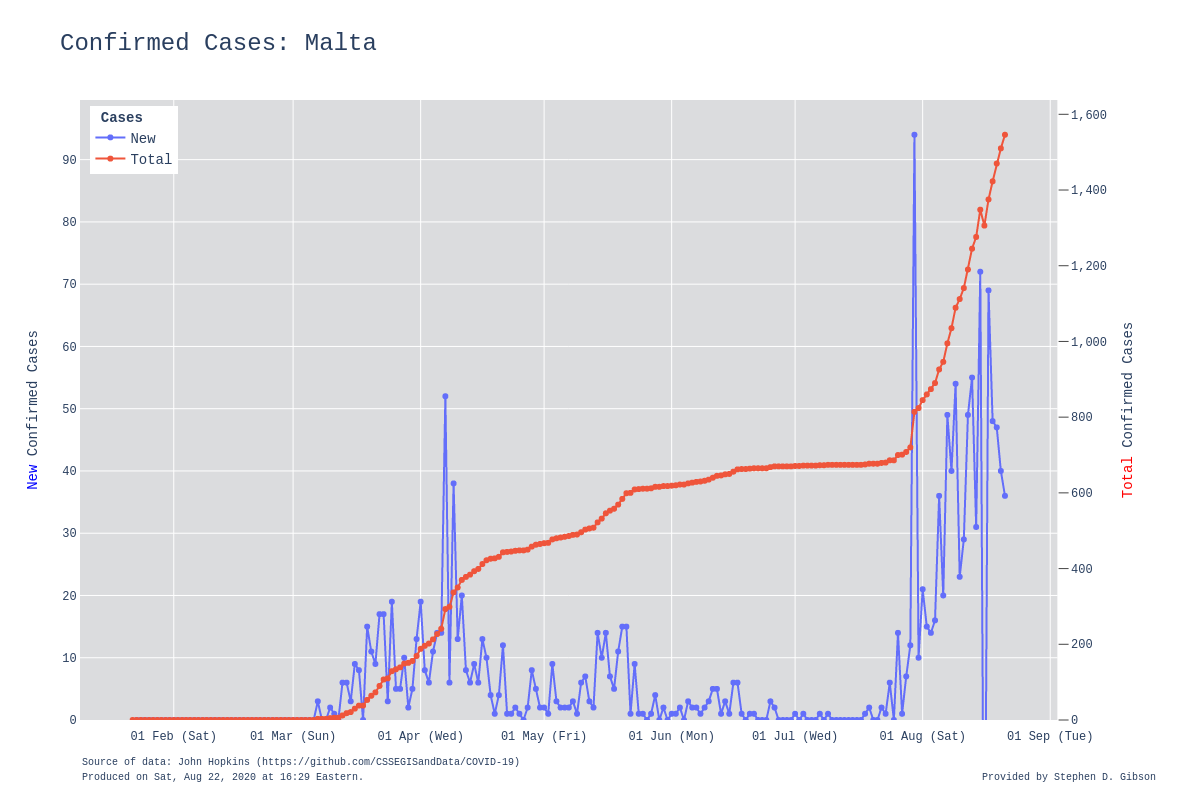 Confirmed Cases: Malta
Cases
New
Total
90
80
70
60
50
40
30
20
10
0
New Confirmed Cases
1,600
1,400
1,200
1,000
800
600
400
200
0
Total Confirmed Cases
01 Feb (Sat) 01 Mar (Sun) 01 Apr (Wed) 01 May (Fri) 01 Jun (Mon) 01 Jul (Wed) 01 Aug (Sat) 01 Sep (Tue)
Source of data: John Hopkins (https://github.com/CSSEGISandData/COVID-19)
Produced on Sat, Aug 22, 2020 at 16:29 Eastern.
Provided by Stephen D. Gibson